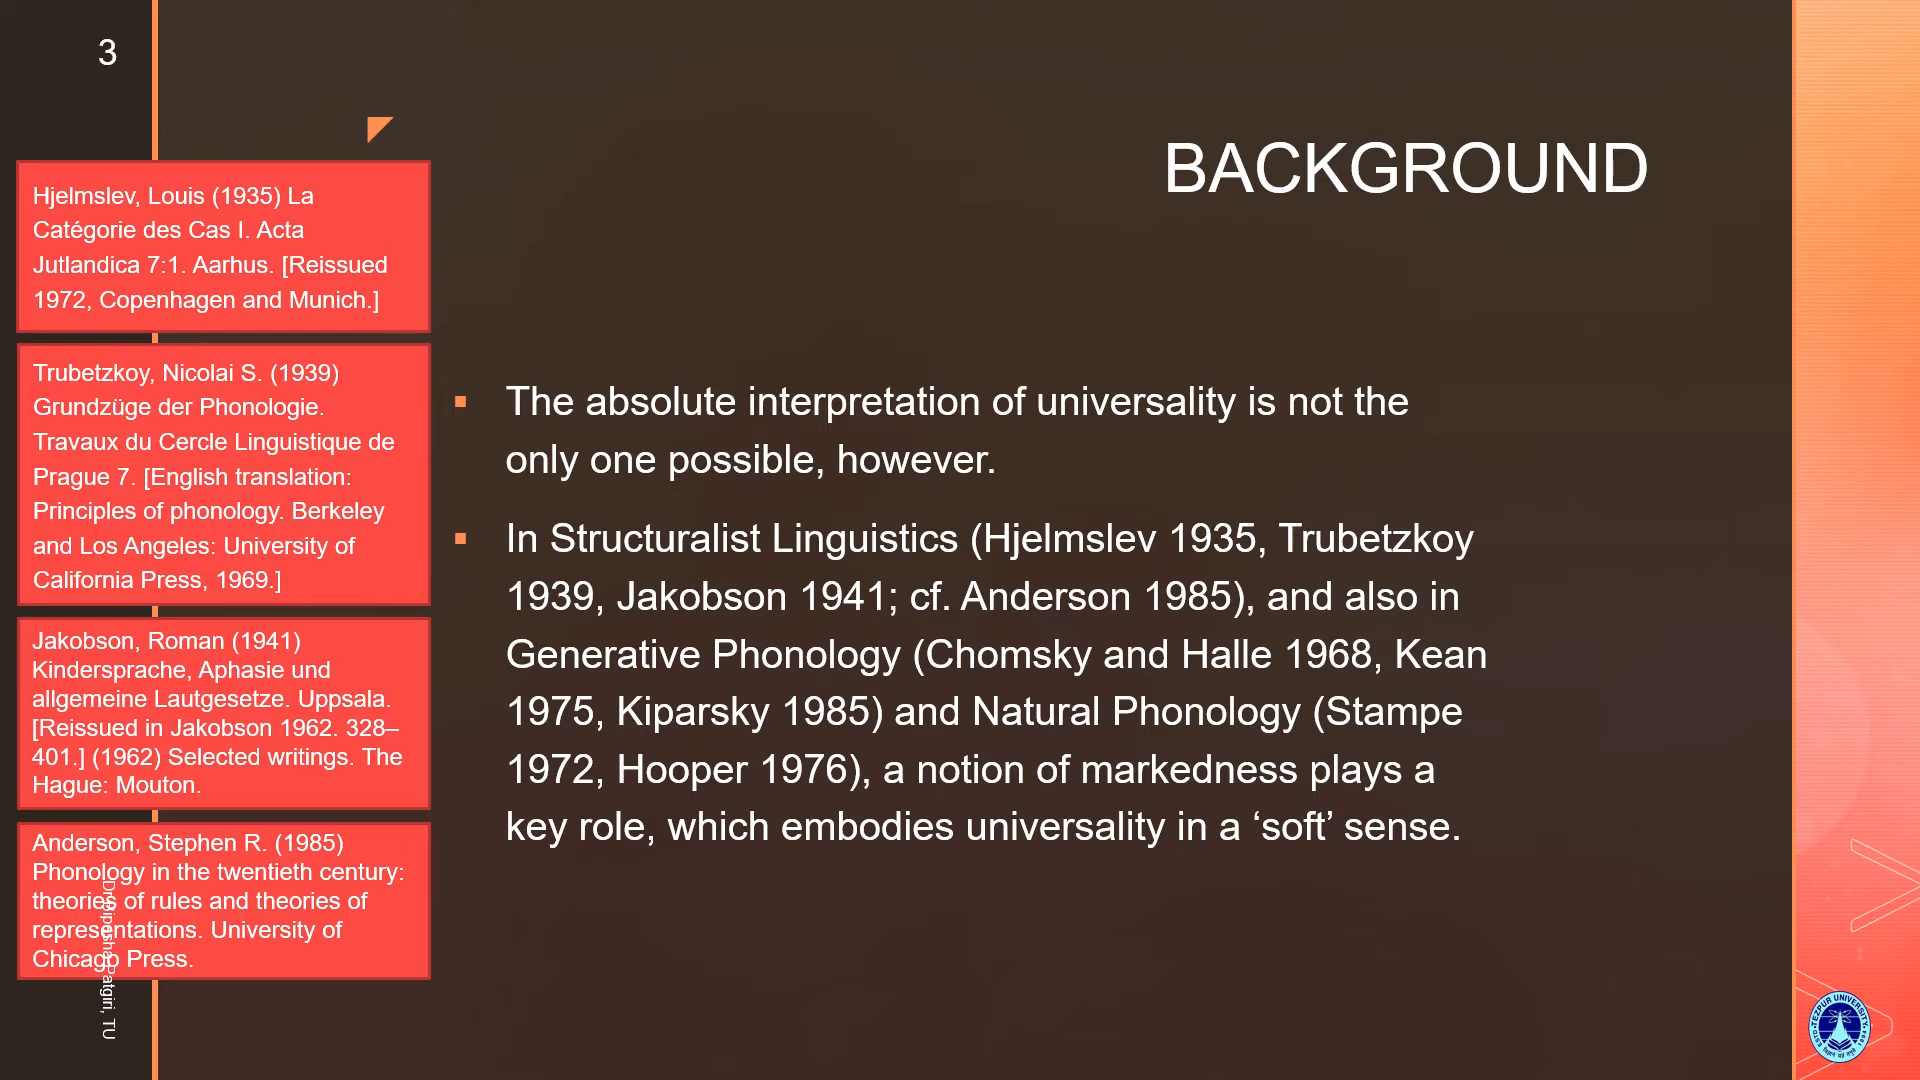 3
BACKGROUND
Hjelmslev, Louis (1935) La
Catégorie des Cas I. Acta
Jutlandica 7:1. Aarhus. [Reissued
1972, Copenhagen and Munich.]
Trubetzkoy, Nicolai S. (1939)
Grundzüge der Phonologie.
Travaux du Cercle Linguistique de
Prague 7. [English translation:
Principles of phonology. Berkeley
and Los Angeles: University of
California Press, 1969.]
Jakobson, Roman (1941)
Kindersprache, Aphasie und
allgemeine Lautgesetze. Uppsala.
[Reissued in Jakobson 1962. 328–
401.] (1962) Selected writings. The
Hague: Mouton.
Anderson, Stephen R. (1985)
Phonology in the twentieth century:
theories of rules and theories of
representations. University of
Chicago Press.
The absolute interpretation of universality is not the
only one possible, however.
In Structuralist Linguistics (Hjelmslev 1935, Trubetzkoy
1939, Jakobson 1941; cf. Anderson 1985), and also in
Generative Phonology (Chomsky and Halle 1968, Kean
1975, Kiparsky 1985) and Natural Phonology (Stampe
1972, Hooper 1976), a notion of markedness plays a
key role, which embodies universality in a ‘soft’ sense.
Patgiri, TU
TEZPUR UNIVERSITY